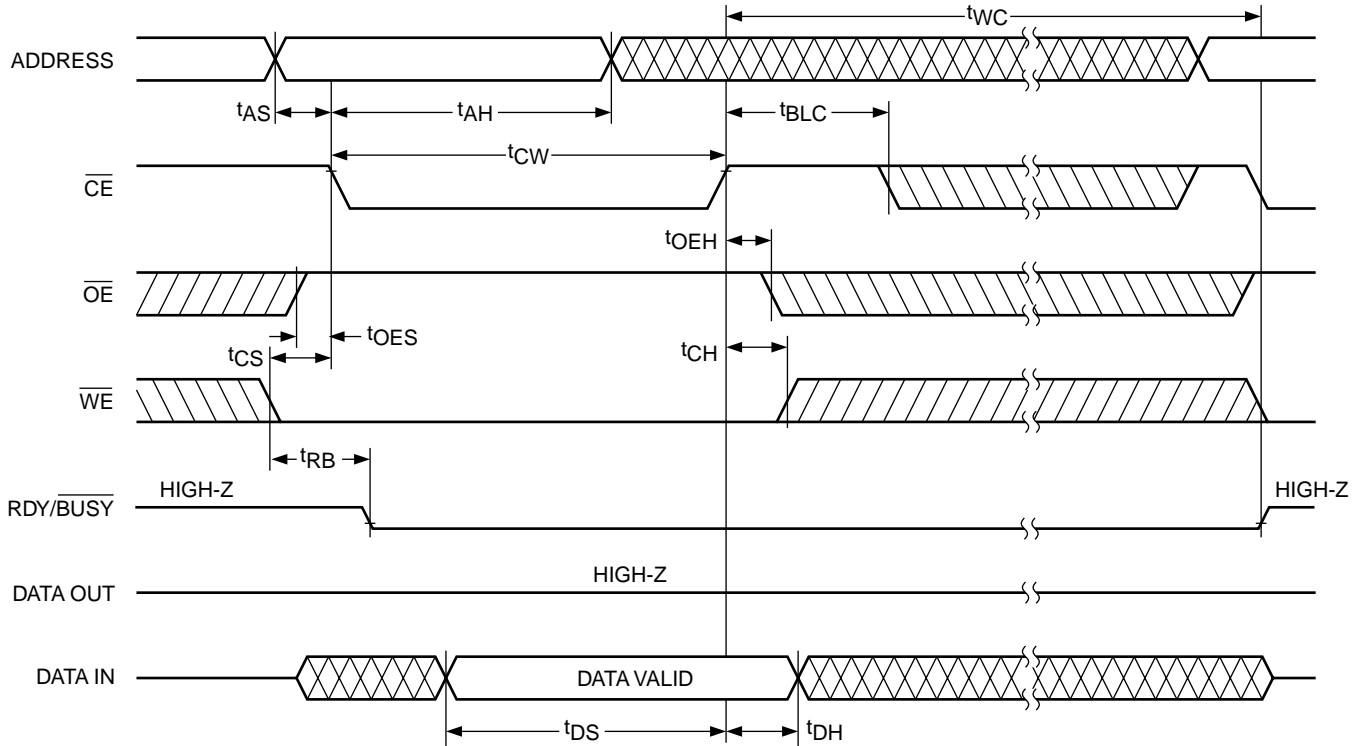 tWC
ADDRESS
tAS
tAH
tBLC
tCW
CE
tOEH
OE
tOES
tCS
tCH
WE
tRB
HIGH-Z
HIGH-Z
RDY/BUSY
HIGH-Z
DATA OUT
DATA IN
DATA VALID
tDS
tDH